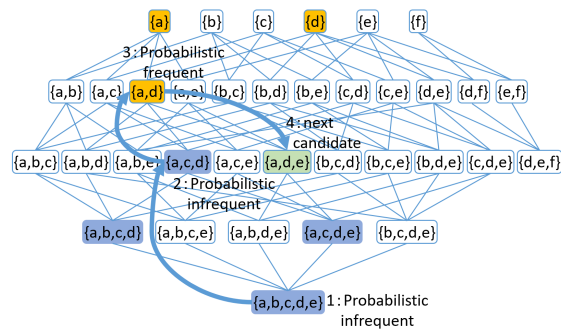 {a} {b} {c} {d} {e} {f}
3:Probabilistic
frequent
{a,b} {a,c} {a,d} {a,e} {b,c} {b,d} {b,e} {c,d} {c,e} {d,e} {d,f} {e,f}
4:next
candidate
{a,b,c} {a,b,d} {a,b,e} {a,c,d} {a,c,e} {a,d,e} {b,c,d} {b,c,e} {b,d,e} {c,d,e} {d,e,f}
2:Probabilistic
infrequent
{a,b,c,d} {a,b,c,e} {a,b,d,e} {a,c,d,e} {b,c,d,e}
{a,b,c,d,e} 1:Probabilistic
infrequent